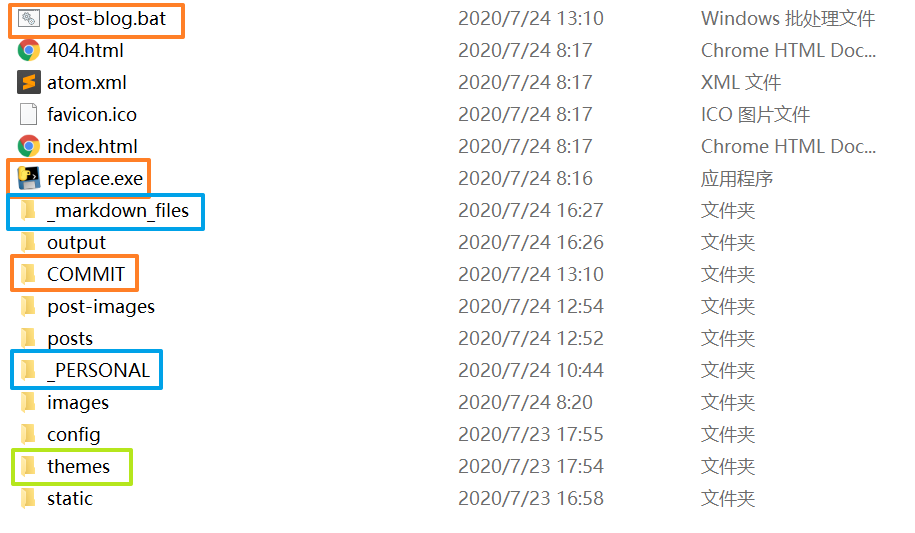 post-blog.bat 2020/7/24 13:10 Windows 批处理文件
404.html 2020/7/24 8:17 Chrome HTML Doc...
atom.xml 2020/7/24 8:17 XML 文件
favicon.ico 2020/7/24 8:17 ICO 图片文件
index.html 2020/7/24 8:17 Chrome HTML Doc...
replace.exe 2020/7/24 8:16 应用程序
_markdown_files 2020/7/24 16:27 文件夹
output 2020/7/24 16:26 文件夹
COMMIT 2020/7/24 13:10 文件夹
post-images 2020/7/24 12:54 文件夹
posts 2020/7/24 12:52 文件夹
_PERSONAL 2020/7/24 10:44 文件夹
images 2020/7/24 8:20 文件夹
config 2020/7/23 17:55 文件夹
themes 2020/7/23 17:54 文件夹
static 2020/7/23 16:58 文件夹